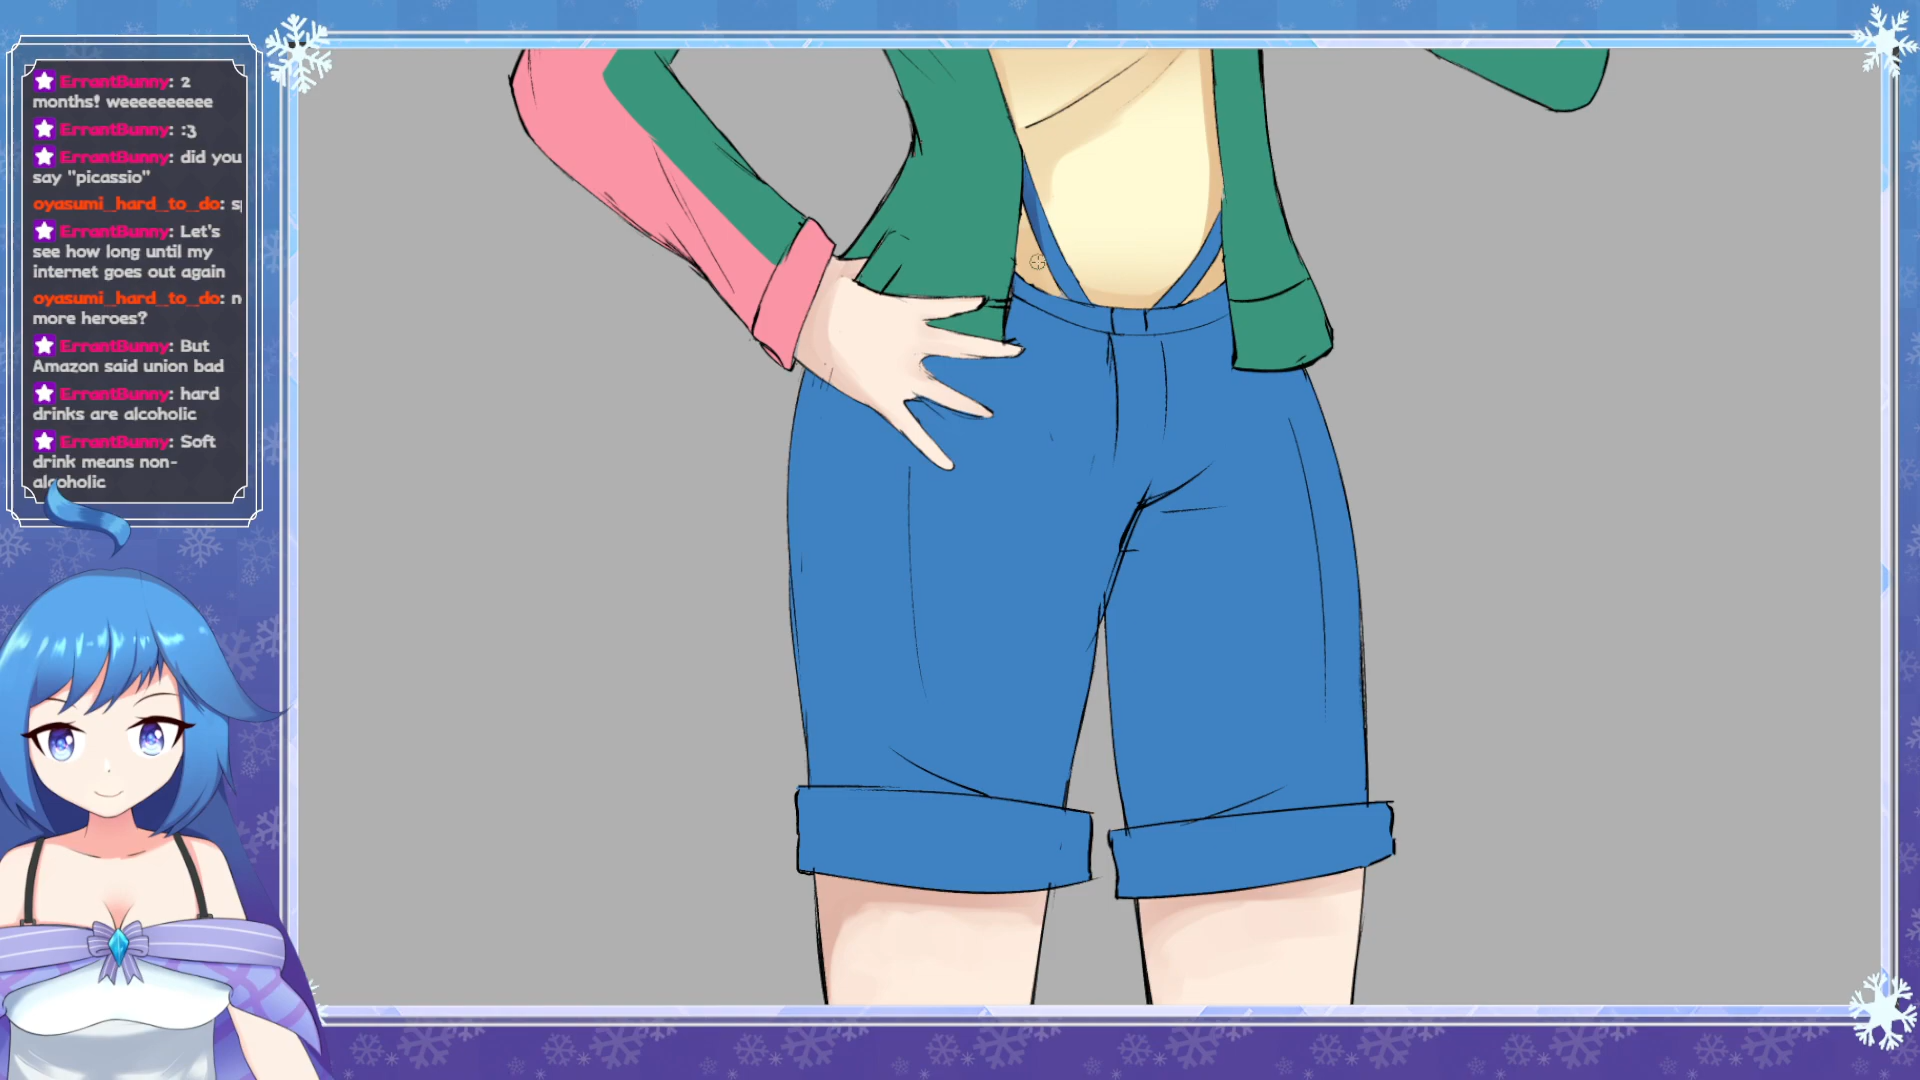 ErrantBunny: 2
months! weeeeeeeeee
ErrantBunny: :3
ErrantBunny: did you
say "picassio"
oyasumi_hard_to_do:
ErrantBunny: Let's
see how long until my
internet goes out again
oyasumi_hard_to_do: n
more heroes?
ErrantBunny: But
Amazon said union bad
ErrantBunny: hard
drinks are alcoholic
ErrantBunny: Soft
drink means non-
alcoholic